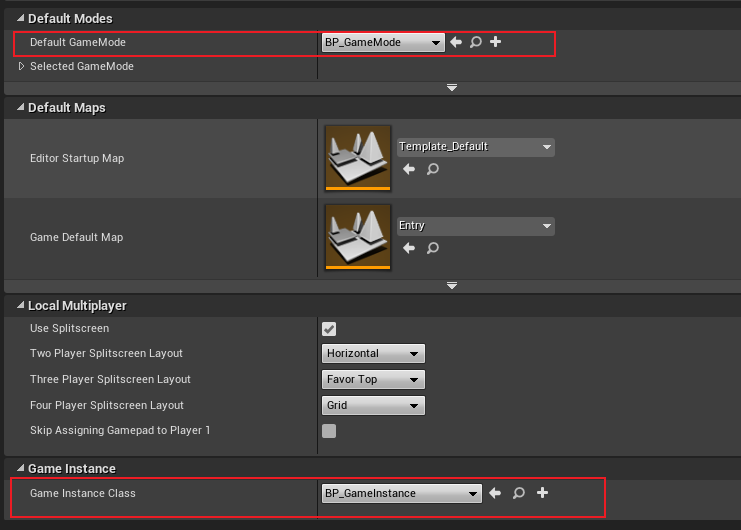 Default Modes
Default GameMode BP_GameMode
Selected GameMode
Default Maps
Editor Startup Map Template_Default
Game Default Map Entry
Local Multiplayer
Use Splitscreen
Two Player Splitscreen Layout Horizontal
Three Player Splitscreen Layout Favor Top
Four Player Splitscreen Layout Grid
Skip Assigning Gamepad to Player 1
Game Instance
Game Instance Class BP_GameInstance